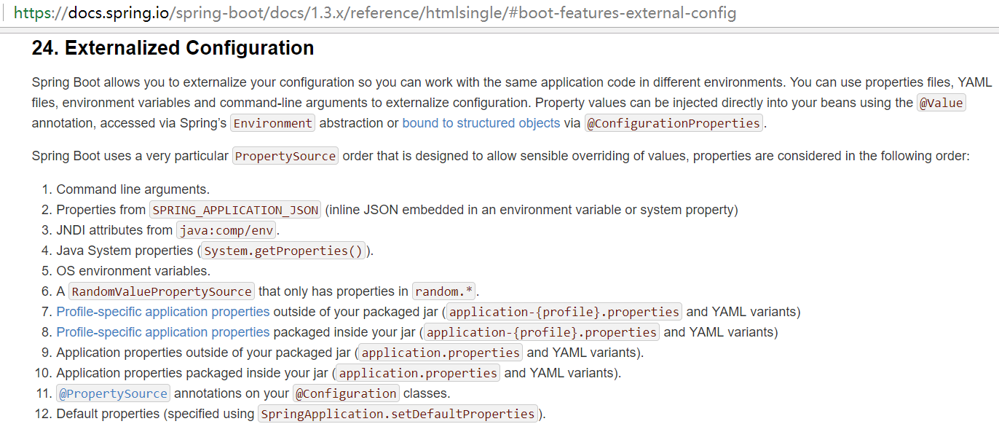 https://docs.spring.io/spring-boot/docs/1.3.x/reference/htmlsingle/#boot-features-external-config
24. Externalized Configuration
Spring Boot allows you to externalize your configuration so you can work with the same application code in different environments. You can use properties files, YAML
files, environment variables and command-line arguments to externalize configuration. Property values can be injected directly into your beans using the @Value
annotation, accessed via Spring’s Environment abstraction or bound to structured objects via @ConfigurationProperties.
Spring Boot uses a very particular PropertySource order that is designed to allow sensible overriding of values, properties are considered in the following order:
1. Command line arguments.
2. Properties from SPRING_APPLICATION_JSON (inline JSON embedded in an environment variable or system property)
3. JNDI attributes from java:comp/env.
4. Java System properties (System.getProperties()).
5. OS environment variables.
6. A RandomValuePropertySource that only has properties in random.*.
7. Profile-specific application properties outside of your packaged jar (application-{profile}.properties and YAML variants)
8. Profile-specific application properties packaged inside your jar (application-{profile}.properties and YAML variants)
9. Application properties outside of your packaged jar (application.properties and YAML variants).
10. Application properties packaged inside your jar (application.properties and YAML variants).
11. @PropertySource annotations on your @Configuration classes.
12. Default properties (specified using SpringApplication.setDefaultProperties).